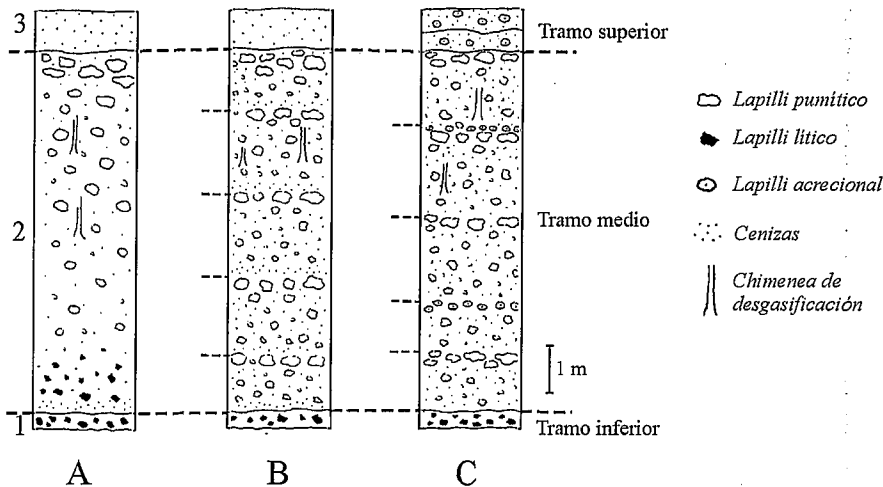 3
Tramo superior
Lapilli pumítico
Lapilli lítico
Lapilli acrecional
2
Tramo medio
Cenizas
Chimenea de
desgasificación
1 m
1
Tramo inferior
A
B
C